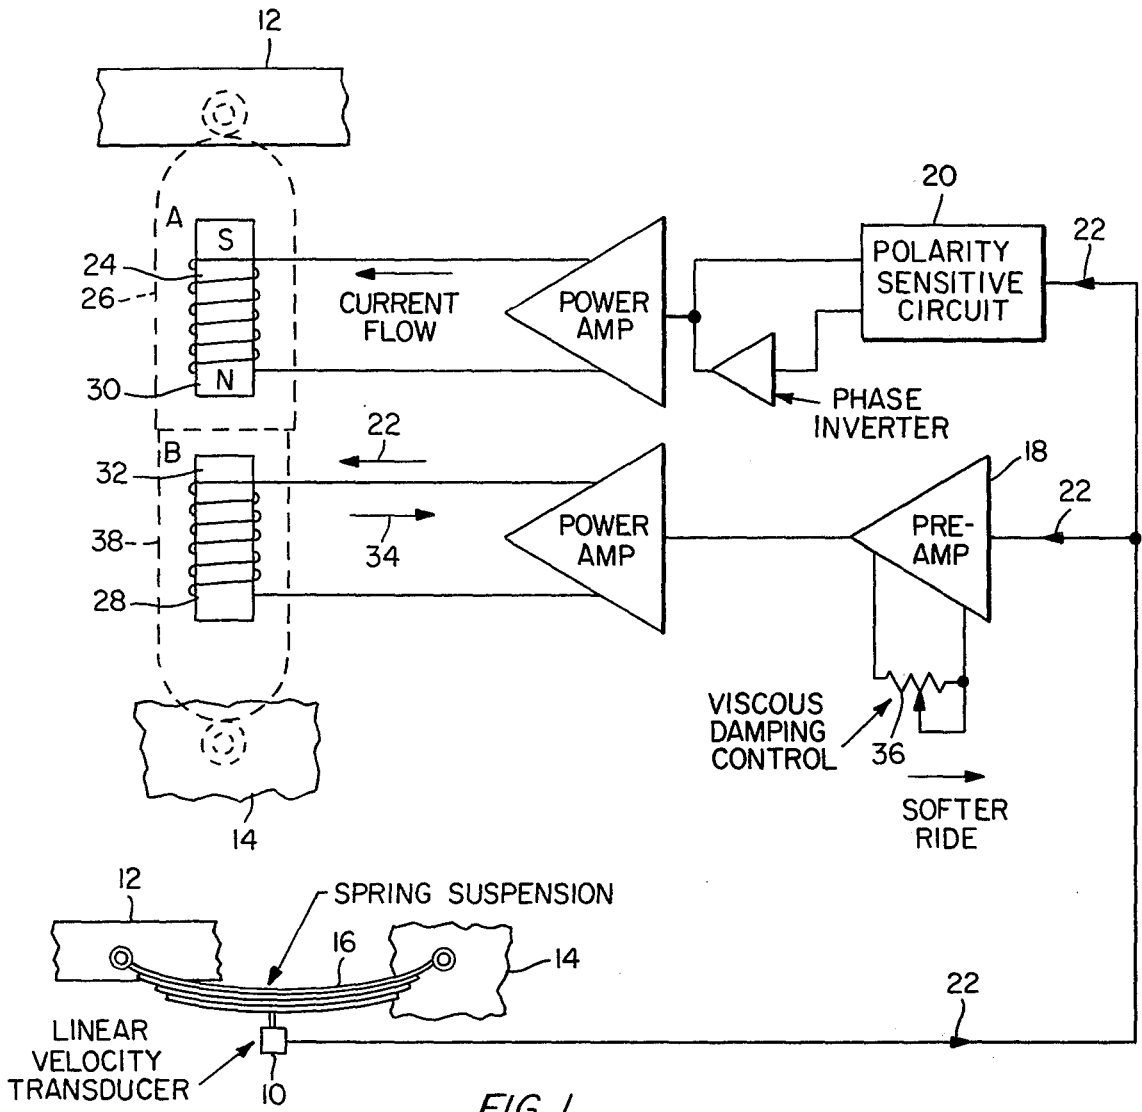 12
20
A
S
POLARITY
SENSITIVE
CIRCUIT
22
24
26
CURRENT
FLOW
POWER
AMP
N
30
PHASE
INVERTER
B
22
32
18
22
34
POWER
AMP
PRE-
AMP
38
28
VISCOUS
DAMPING
CONTROL
36
SOFTER
RIDE
14
12
SPRING SUSPENSION
16
14
22
LINEAR
VELOCITY
TRANSDUCER
10
FIG. 1